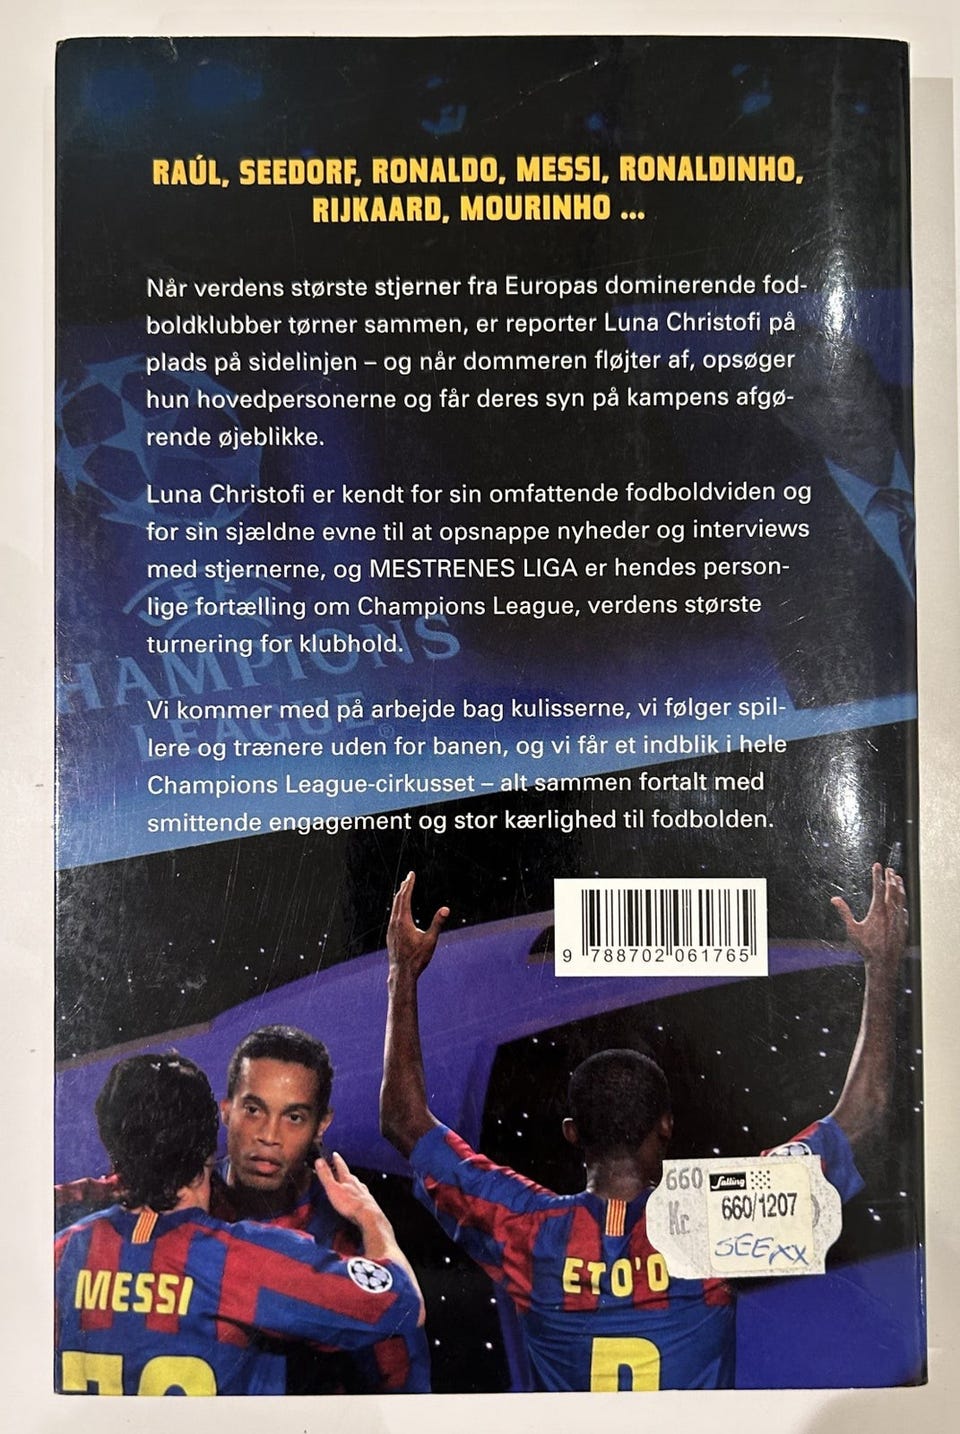 RAÚL, SEEDORF, RONALDO, MESSI, RONALDINHO,
RIJKAARD, MOURINHO ...
Når verdens største stjerner fra Europas dominerende fod-
boldklubber tørner sammen, er reporter Luna Christofi på
plads på sidelinjen – og når dommeren fløjter af, opsøger
hun hovedpersonerne og får deres syn på kampens afgø-
rende øjeblikke.
Luna Christofi er kendt for sin omfattende fodboldviden og
for sin sjældne evne til at opsnappe nyheder og interviews
med stjernerne, og MESTRENES LIGA er hendes person-
lige fortælling om Champions League, verdens største
turnering for klubhold.
Vi kommer med på arbejde bag kulisserne, vi følger spil-
lere og trænere uden for banen, og vi får et indblik i hele
Champions League-cirkusset – alt sammen fortalt med
smittende engagement og stor kærlighed til fodbolden.
HAMPIONS
LEAGUE®
9 788702 061765
660
Kr
Salling
660/1207
SEEXX
MESSI
ETO'O